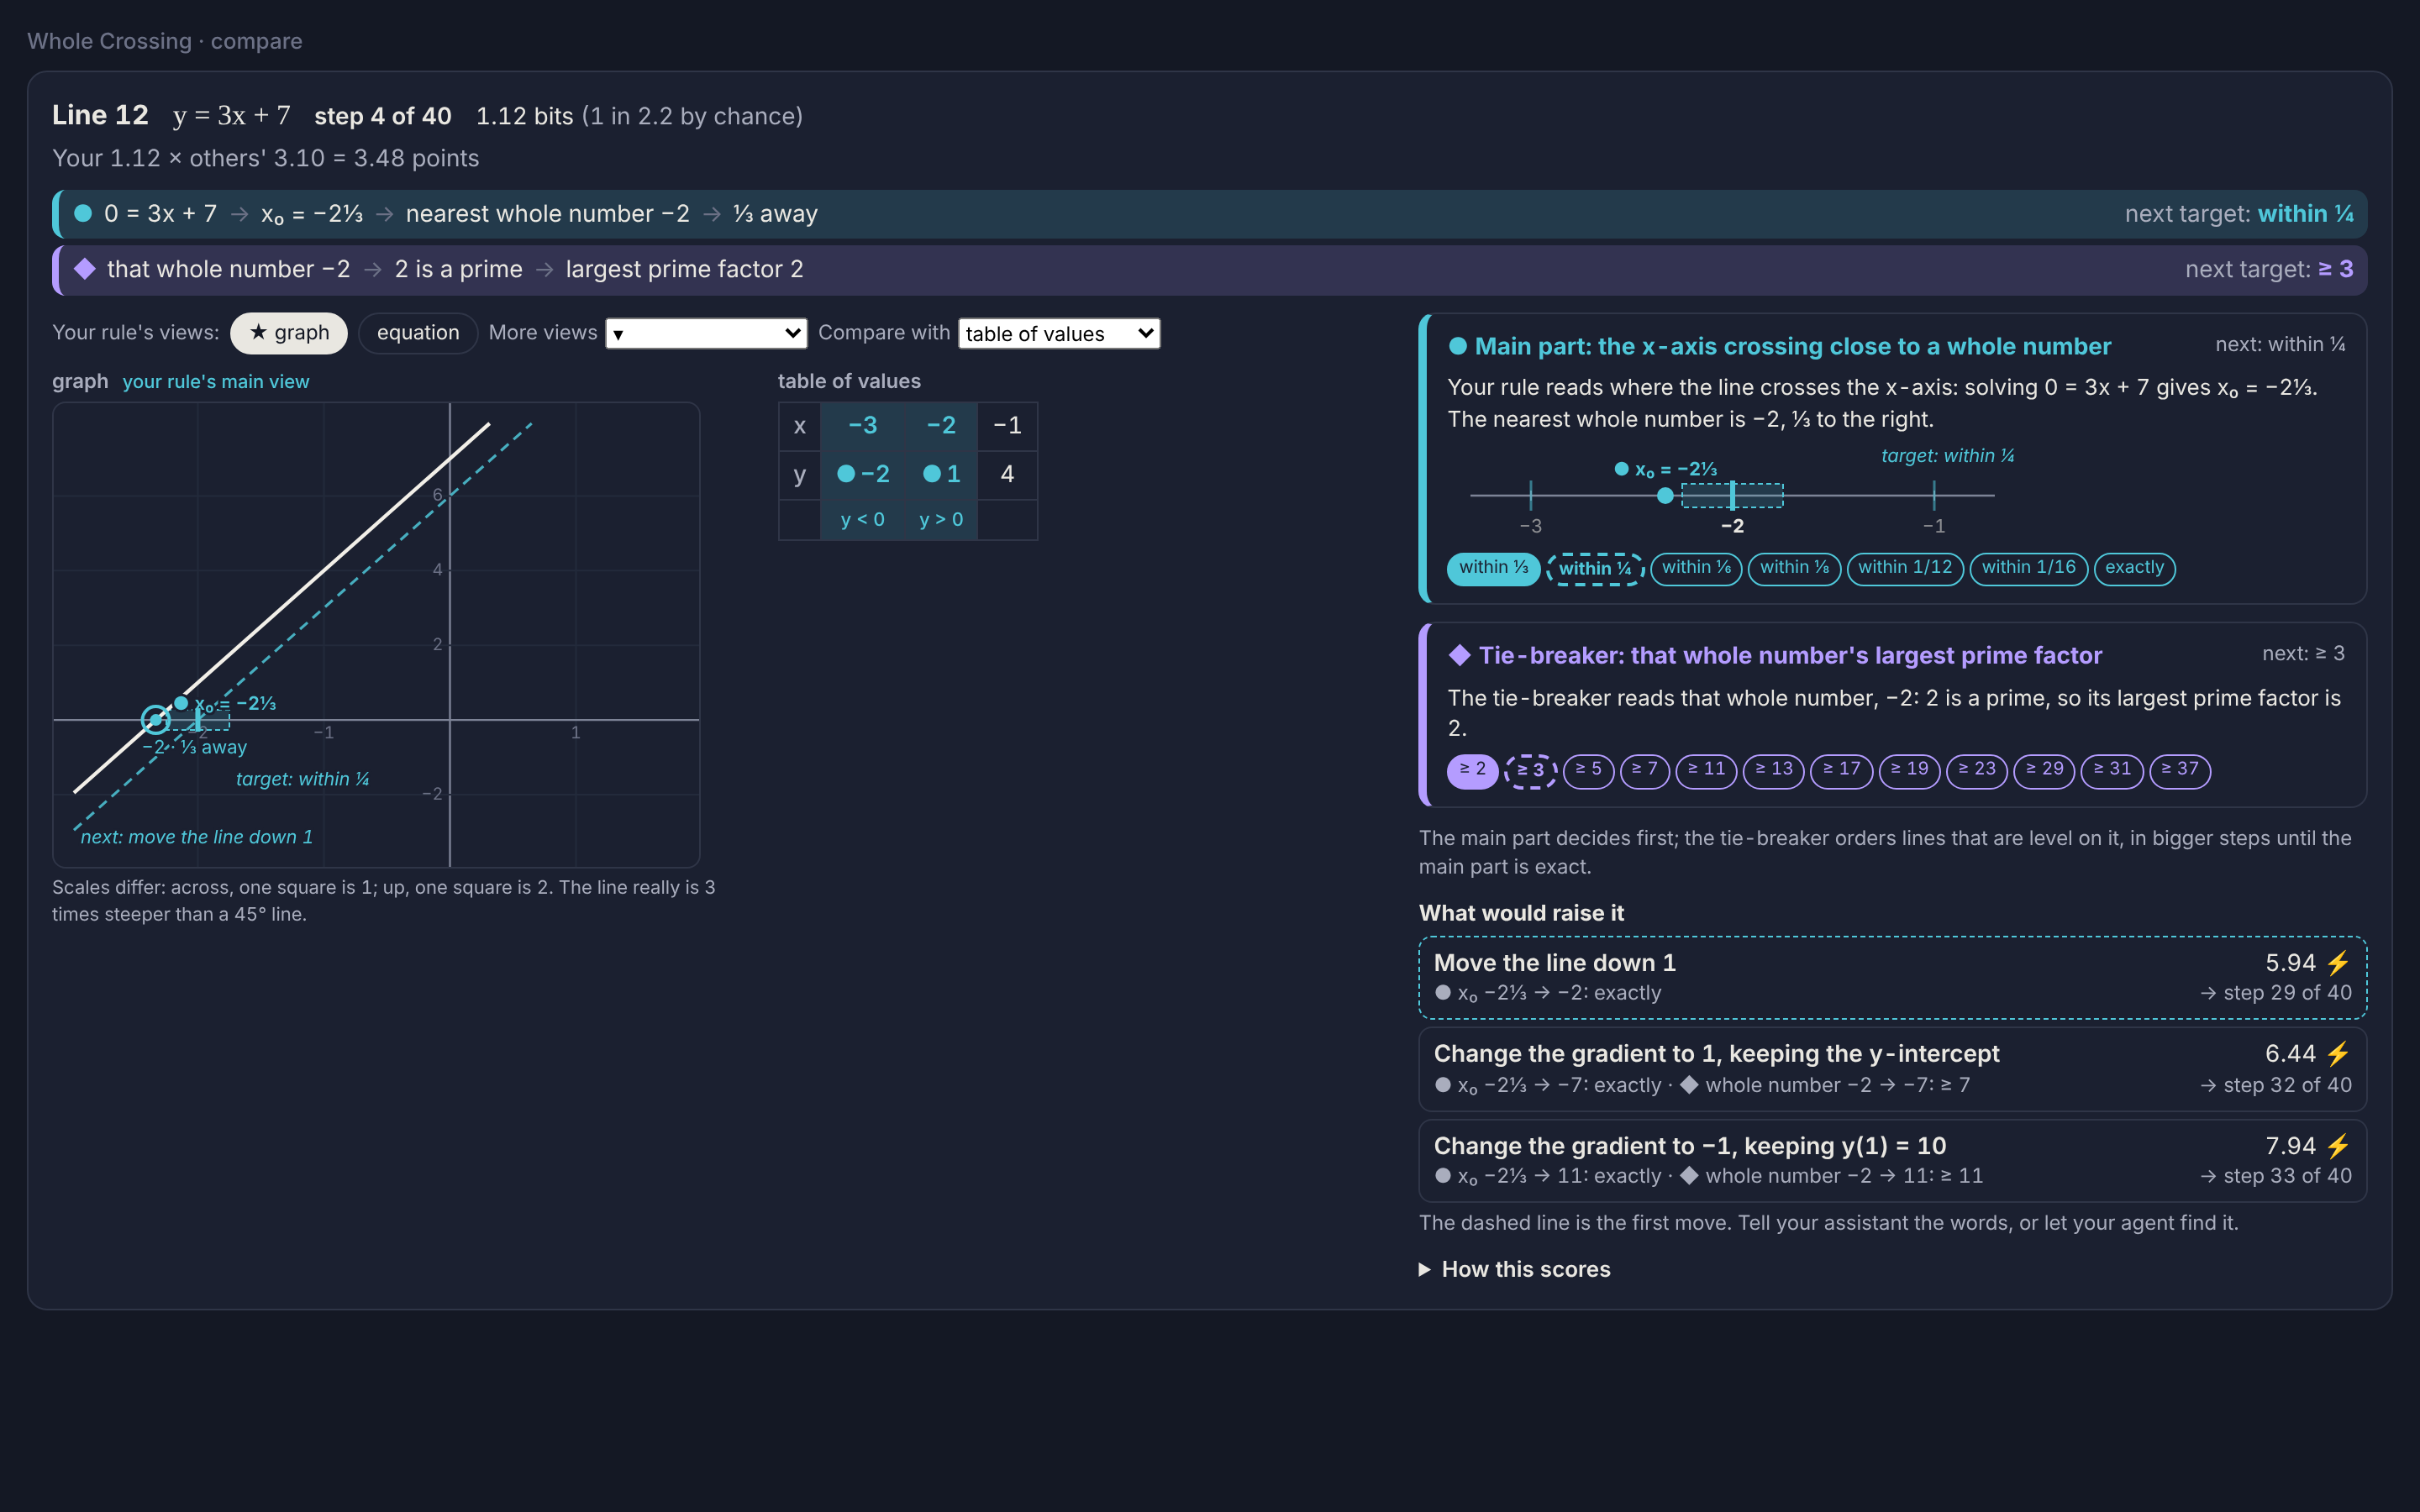 Whole Crossing · compare
Line 12 y = 3x + 7 step 4 of 40 1.12 bits (1 in 2.2 by chance)
Your 1.12 × others' 3.10 = 3.48 points
0 = 3x + 7 → x₀ = −2⅓ → nearest whole number −2 → ⅓ away next target: within ¼
that whole number −2 → 2 is a prime → largest prime factor 2 next target: ≥ 3
Your rule's views: ★ graph equation More views ▾ Compare with table of values
graph your rule's main view
6
4
2
x₀ = −2⅓
−2
−1
1
−2 · ⅓ away
target: within ¼
−2
next: move the line down 1
Scales differ: across, one square is 1; up, one square is 2. The line really is 3
times steeper than a 45° line.
table of values
x −3 −2 −1
y −2 1 4
y < 0 y > 0
Main part: the x-axis crossing close to a whole number next: within ¼
Your rule reads where the line crosses the x-axis: solving 0 = 3x + 7 gives x₀ = −2⅓.
The nearest whole number is −2, ⅓ to the right.
target: within ¼
x₀ = −2⅓
−3 −2 −1
within ⅓ within ¼ within ⅙ within ⅛ within 1/12 within 1/16 exactly
Tie-breaker: that whole number's largest prime factor next: ≥ 3
The tie-breaker reads that whole number, −2: 2 is a prime, so its largest prime factor is
2.
≥ 2 ≥ 3 ≥ 5 ≥ 7 ≥ 11 ≥ 13 ≥ 17 ≥ 19 ≥ 23 ≥ 29 ≥ 31 ≥ 37
The main part decides first; the tie-breaker orders lines that are level on it, in bigger steps until the
main part is exact.
What would raise it
Move the line down 1 5.94 ⚡
x₀ −2⅓ → −2: exactly → step 29 of 40
Change the gradient to 1, keeping the y-intercept 6.44 ⚡
x₀ −2⅓ → −7: exactly · ◆ whole number −2 → −7: ≥ 7 → step 32 of 40
Change the gradient to −1, keeping y(1) = 10 7.94 ⚡
x₀ −2⅓ → 11: exactly · ◆ whole number −2 → 11: ≥ 11 → step 33 of 40
The dashed line is the first move. Tell your assistant the words, or let your agent find it.
▶ How this scores